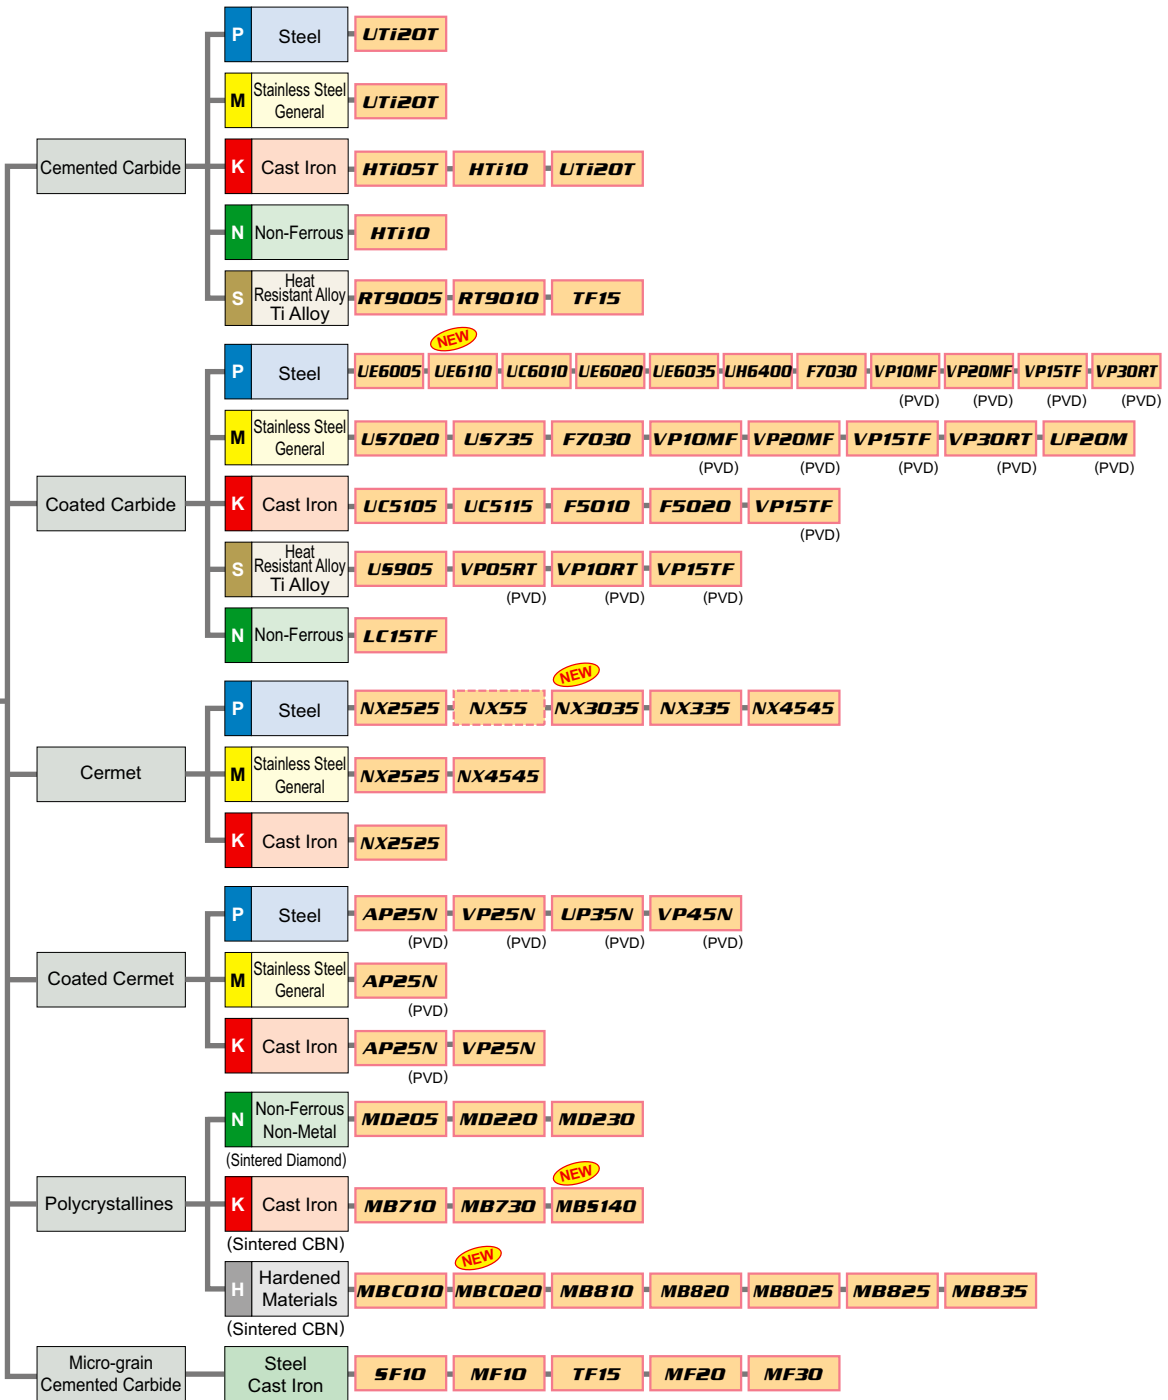 P Steel UTi20T
M Stainless Steel General UTi20T
Cemented Carbide
K Cast Iron HTi05T HTi10 UTi20T
N Non-Ferrous HTi10
S Heat Resistant Alloy Ti Alloy RT9005 RT9010 TF15
NEW
P Steel UE6005 UE6110 UC6010 UE6020 UE6035 UH6400 F7030 VP10MF VP20MF VP15TF VP30RT
(PVD) (PVD) (PVD) (PVD)
M Stainless Steel General US7020 US735 F7030 VP10MF VP20MF VP15TF VP30RT UP20M
(PVD) (PVD) (PVD) (PVD) (PVD)
Coated Carbide
K Cast Iron UC5105 UC5115 F5010 F5020 VP15TF
(PVD)
S Heat Resistant Alloy Ti Alloy US905 VP05RT VP10RT VP15TF
(PVD) (PVD) (PVD)
N Non-Ferrous LC15TF
NEW
P Steel NX2525 NX55 NX3035 NX335 NX4545
Cermet
M Stainless Steel General NX2525 NX4545
K Cast Iron NX2525
P Steel AP25N VP25N UP35N VP45N
(PVD) (PVD) (PVD) (PVD)
Coated Cermet
M Stainless Steel General AP25N
(PVD)
K Cast Iron AP25N VP25N
(PVD)
N Non-Ferrous Non-Metal MD205 MD220 MD230
(Sintered Diamond)
NEW
Polycrystallines
K Cast Iron MB710 MB730 MBS140
(Sintered CBN)
NEW
H Hardened Materials MBC010 MBC020 MB810 MB820 MB8025 MB825 MB835
(Sintered CBN)
Micro-grain Cemented Carbide
Steel Cast Iron SF10 MF10 TF15 MF20 MF30